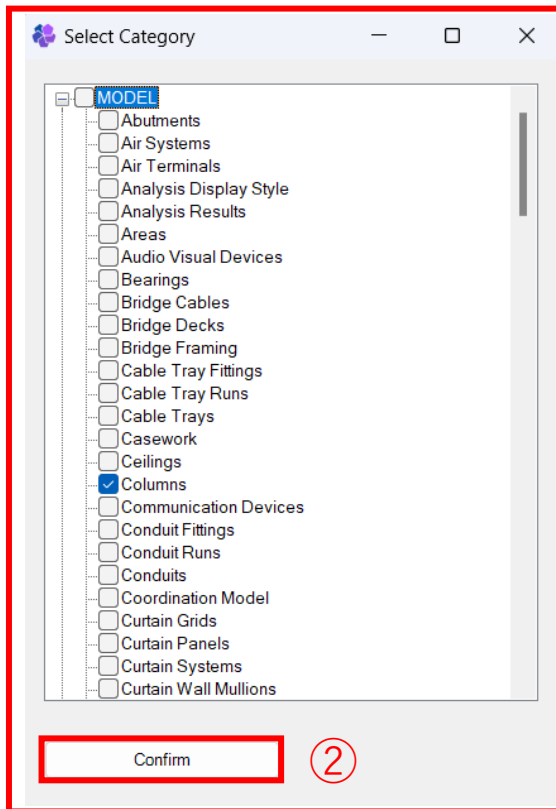 Select Category
MODEL
Abutments
Air Systems
Air Terminals
Analysis Display Style
Analysis Results
Areas
Audio Visual Devices
Bearings
Bridge Cables
Bridge Decks
Bridge Framing
Cable Tray Fittings
Cable Tray Runs
Cable Trays
Casework
Ceilings
Columns
Communication Devices
Conduit Fittings
Conduit Runs
Conduits
Coordination Model
Curtain Grids
Curtain Panels
Curtain Systems
Curtain Wall Mullions
Confirm ②